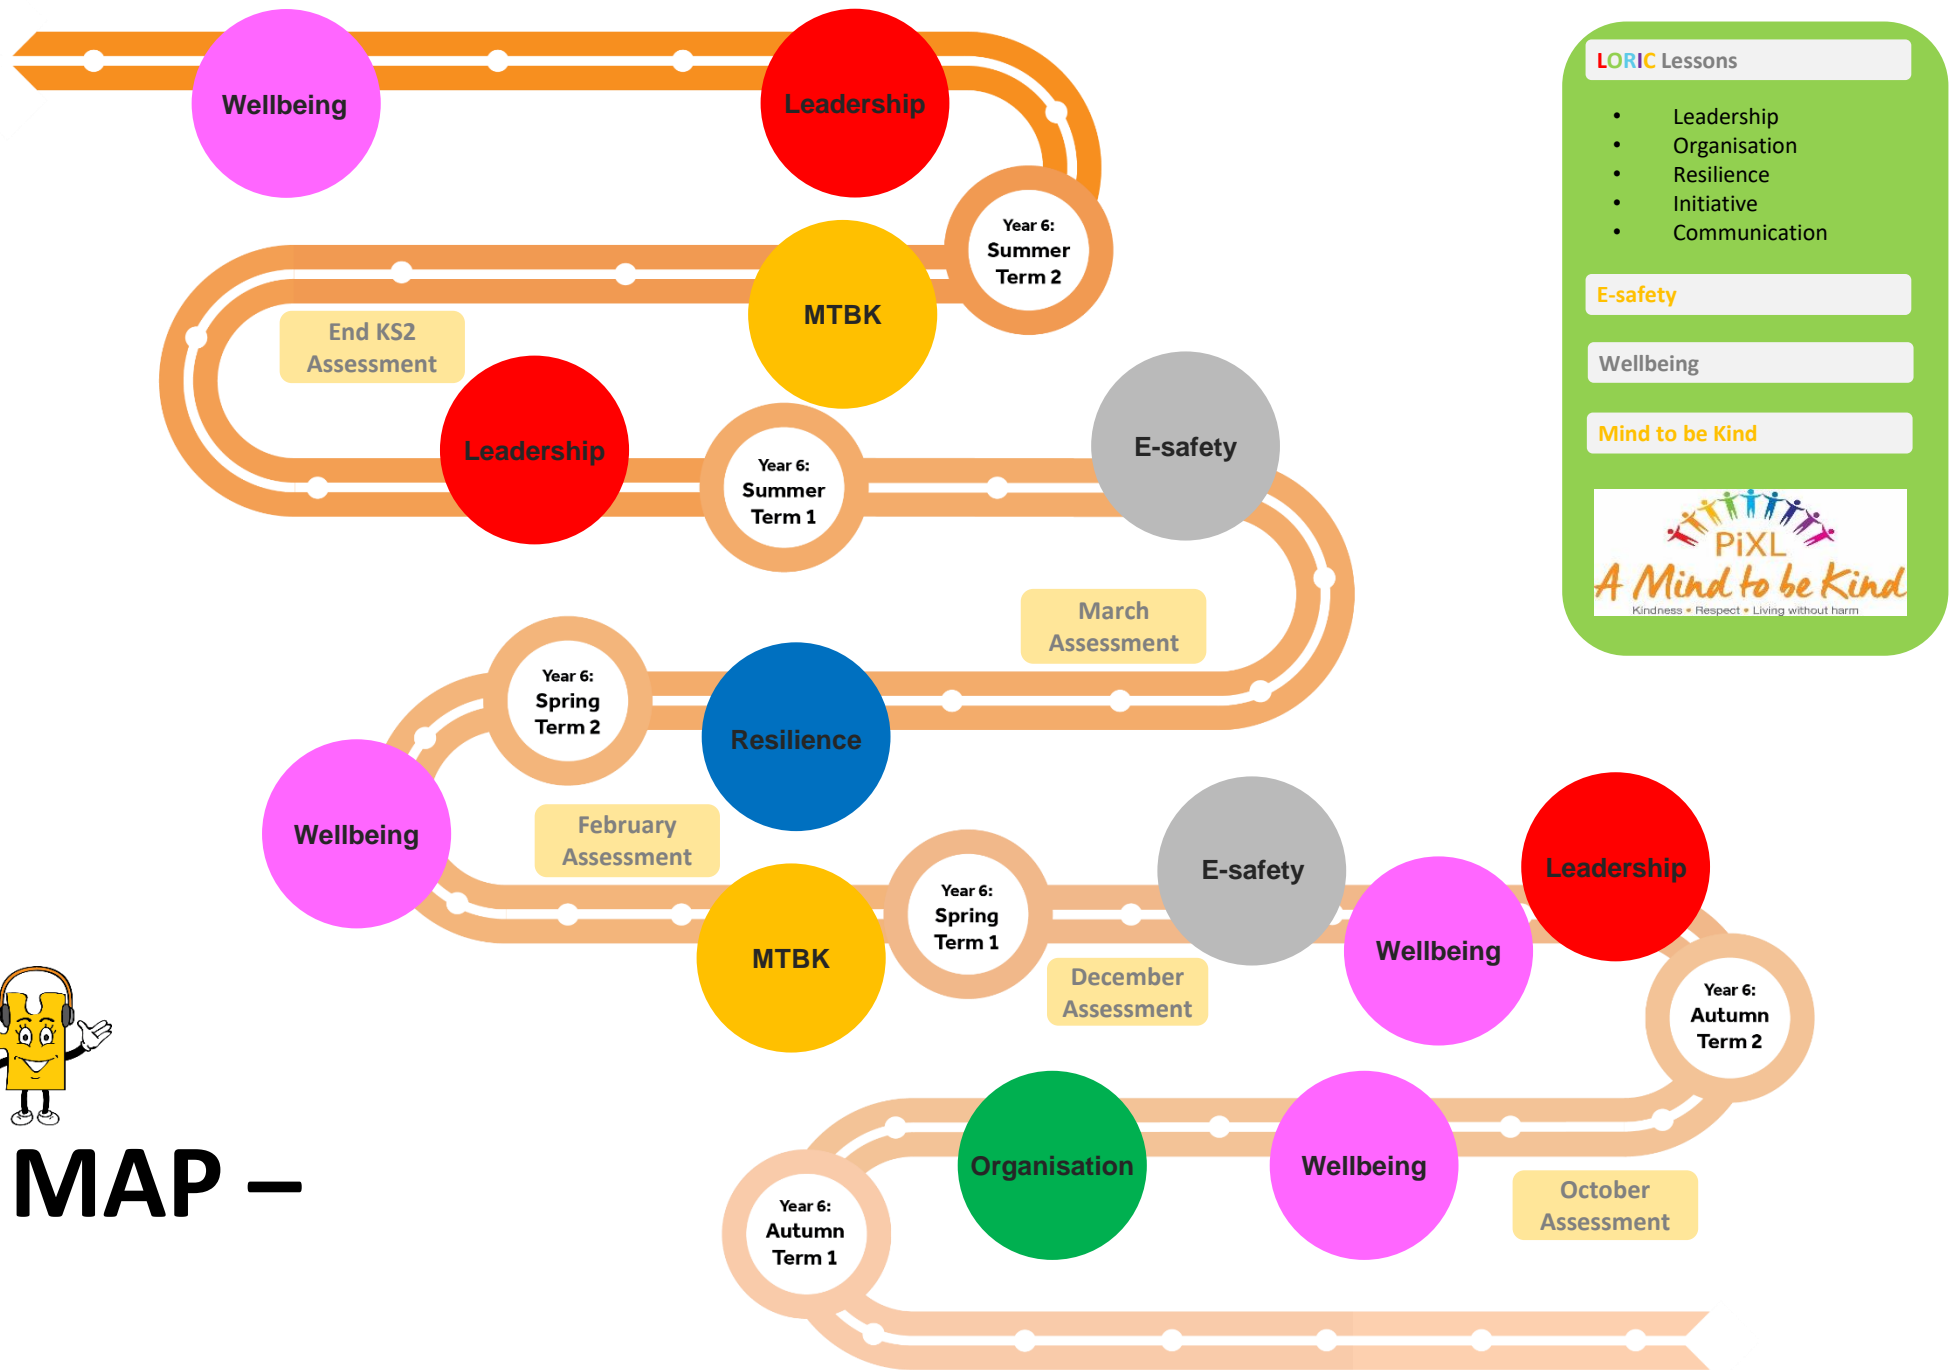 Wellbeing
Leadership
Year 6:
Summer
Term 2
MTBK
End KS2
Assessment
Leadership
Year 6:
Summer
Term 1
E-safety
March
Assessment
Year 6:
Spring
Term 2
Resilience
Wellbeing
February
Assessment
MTBK
Year 6:
Spring
Term 1
E-safety
Wellbeing
Leadership
December
Assessment
Year 6:
Autumn
Term 2
Organisation
Wellbeing
October
Assessment
Year 6:
Autumn
Term 1
MAP –
LORIC Lessons
• Leadership
• Organisation
• Resilience
• Initiative
• Communication
E-safety
Wellbeing
Mind to be Kind
PiXL
A Mind to be Kind
Kindness • Respect • Living without harm